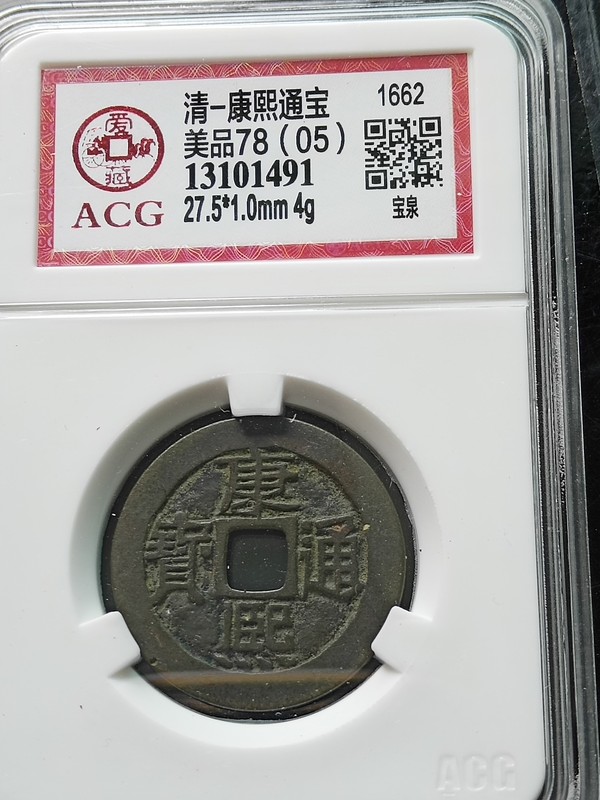 爱藏
ACG
清-康熙通宝
美品78（05）
13101491
27.5*1.0mm 4g
1662
宝泉
康熙通寶
ACG